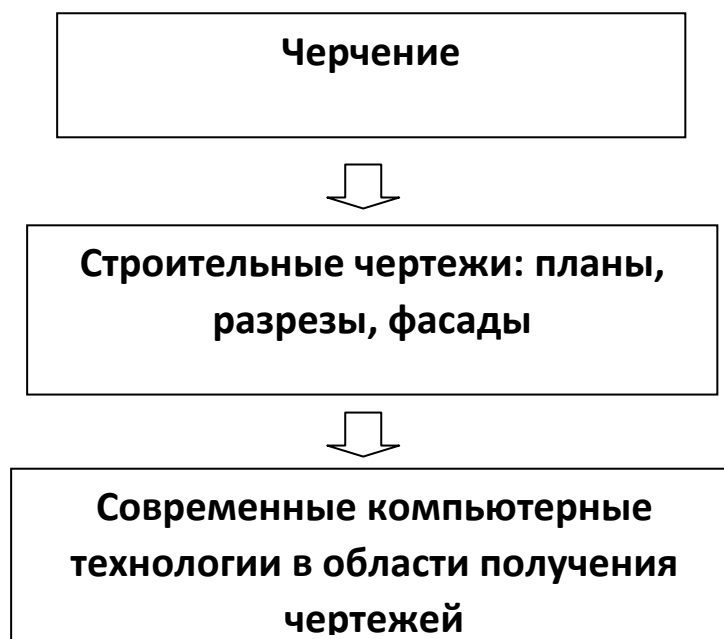 Черчение
Строительные чертежи: планы,
разрезы, фасады
Современные компьютерные
технологии в области получения
чертежей